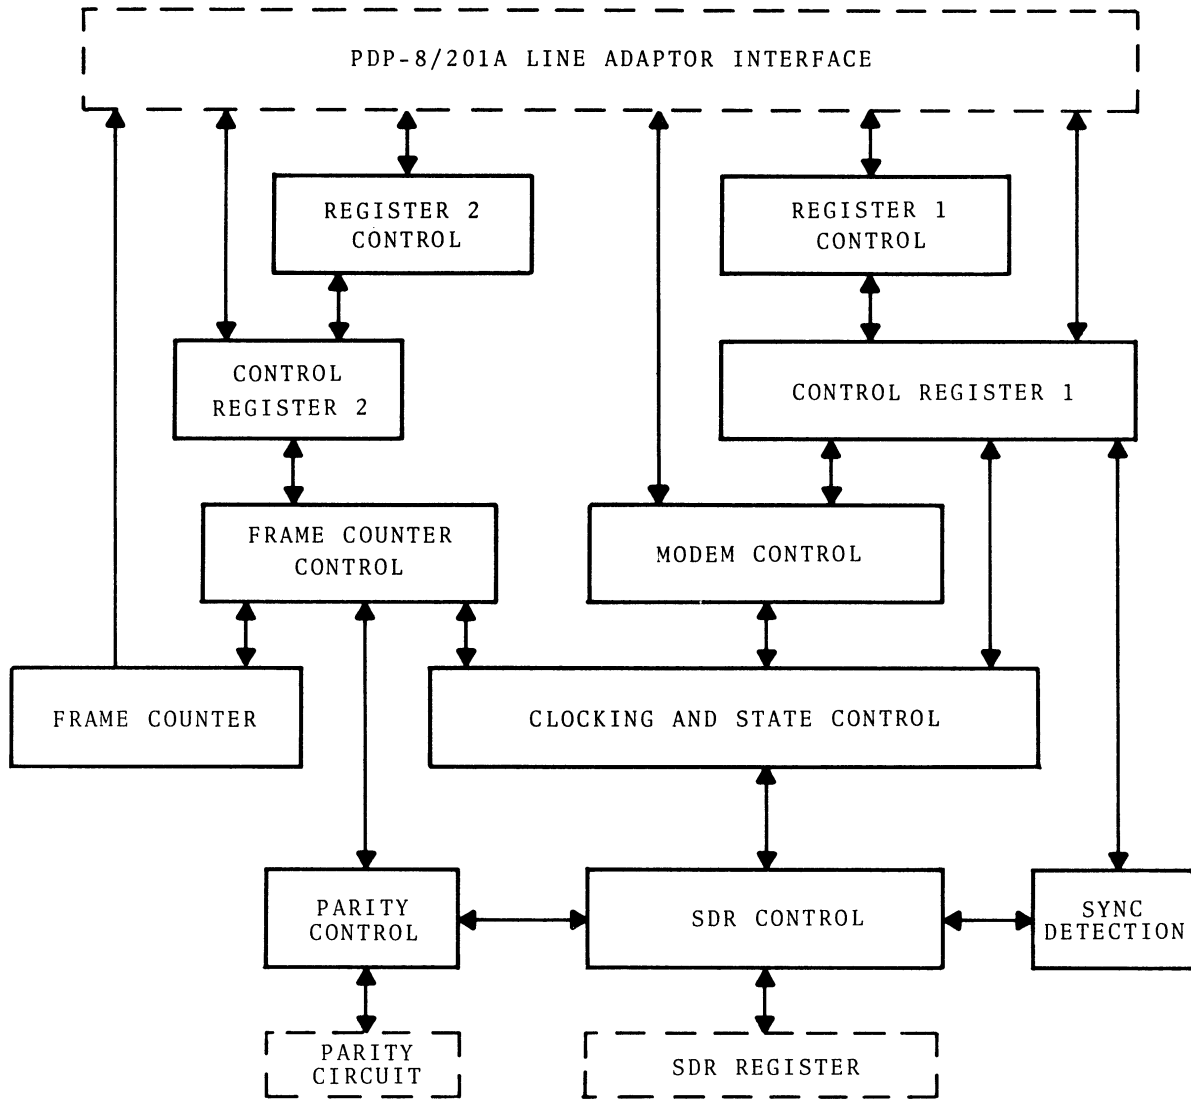 PDP-8/201A LINE ADAPTOR INTERFACE
REGISTER 2
CONTROL
REGISTER 1
CONTROL
CONTROL
REGISTER 2
CONTROL REGISTER 1
FRAME COUNTER
CONTROL
MODEM CONTROL
FRAME COUNTER
CLOCKING AND STATE CONTROL
PARITY
CONTROL
SDR CONTROL
SYNC
DETECTION
PARITY
CIRCUIT
SDR REGISTER